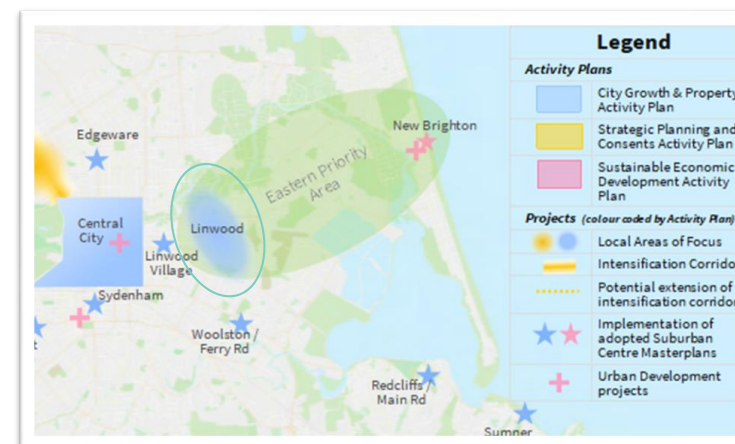 Legend
Activity Plans
City Growth & Property
Activity Plan
Strategic Planning and
Consents Activity Plan
Sustainable Economic
Development Activity
Plan
Projects (colour coded by Activity Plan)
Local Areas of Focus
Intensification Corrido
Potential extension of
intensification corridor
Implementation of
adopted Suburban
Centre Masterplans
Urban Development
projects
Edgeware
New Brighton
Eastern Priority
Area
Central
City
Linwood
Linwood
Village
Sydenham
t
Woolston /
Ferry Rd
Redcliffs /
Main Rd
Sumner